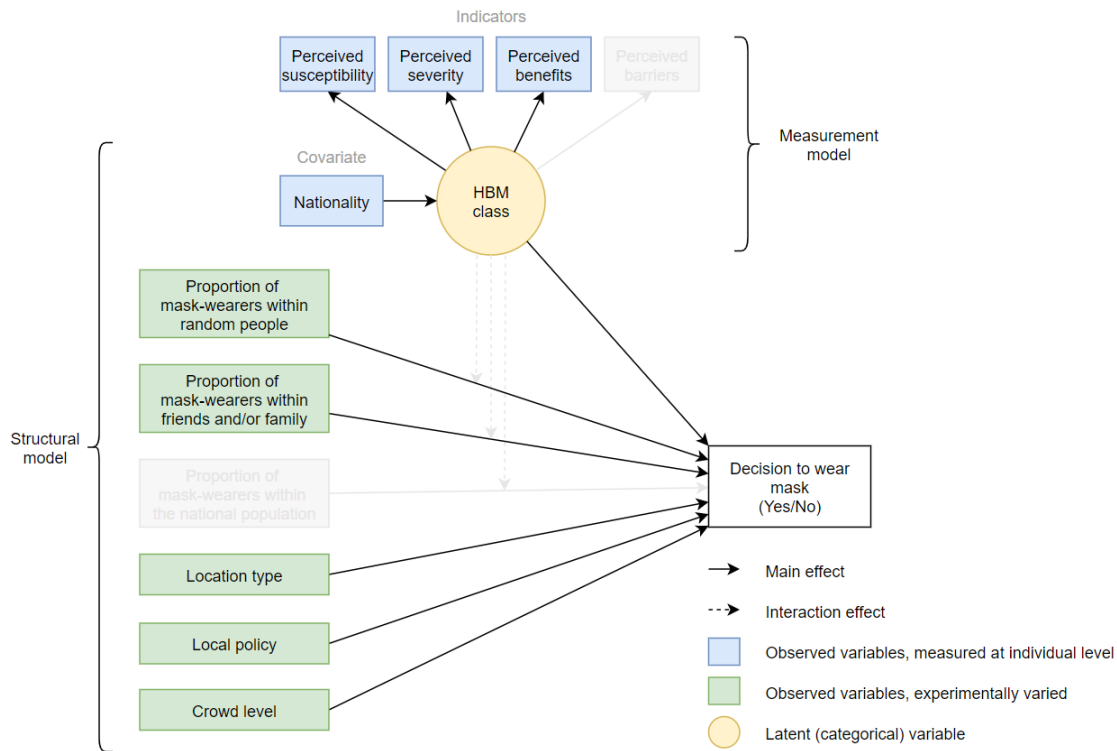 Indicators
Perceived
susceptibility
Perceived
severity
Perceived
benefits
Perceived
barriers
Measurement
model
Covariate
Nationality
HBM
class
Proportion of
mask-wearers within
random people
Proportion of
mask-wearers within
friends and/or family
Structural
model
Proportion of
mask-wearers within
the national population
Decision to wear
mask
(Yes/No)
Location type
Local policy
Crowd level
Main effect
Interaction effect
Observed variables, measured at individual level
Observed variables, experimentally varied
Latent (categorical) variable